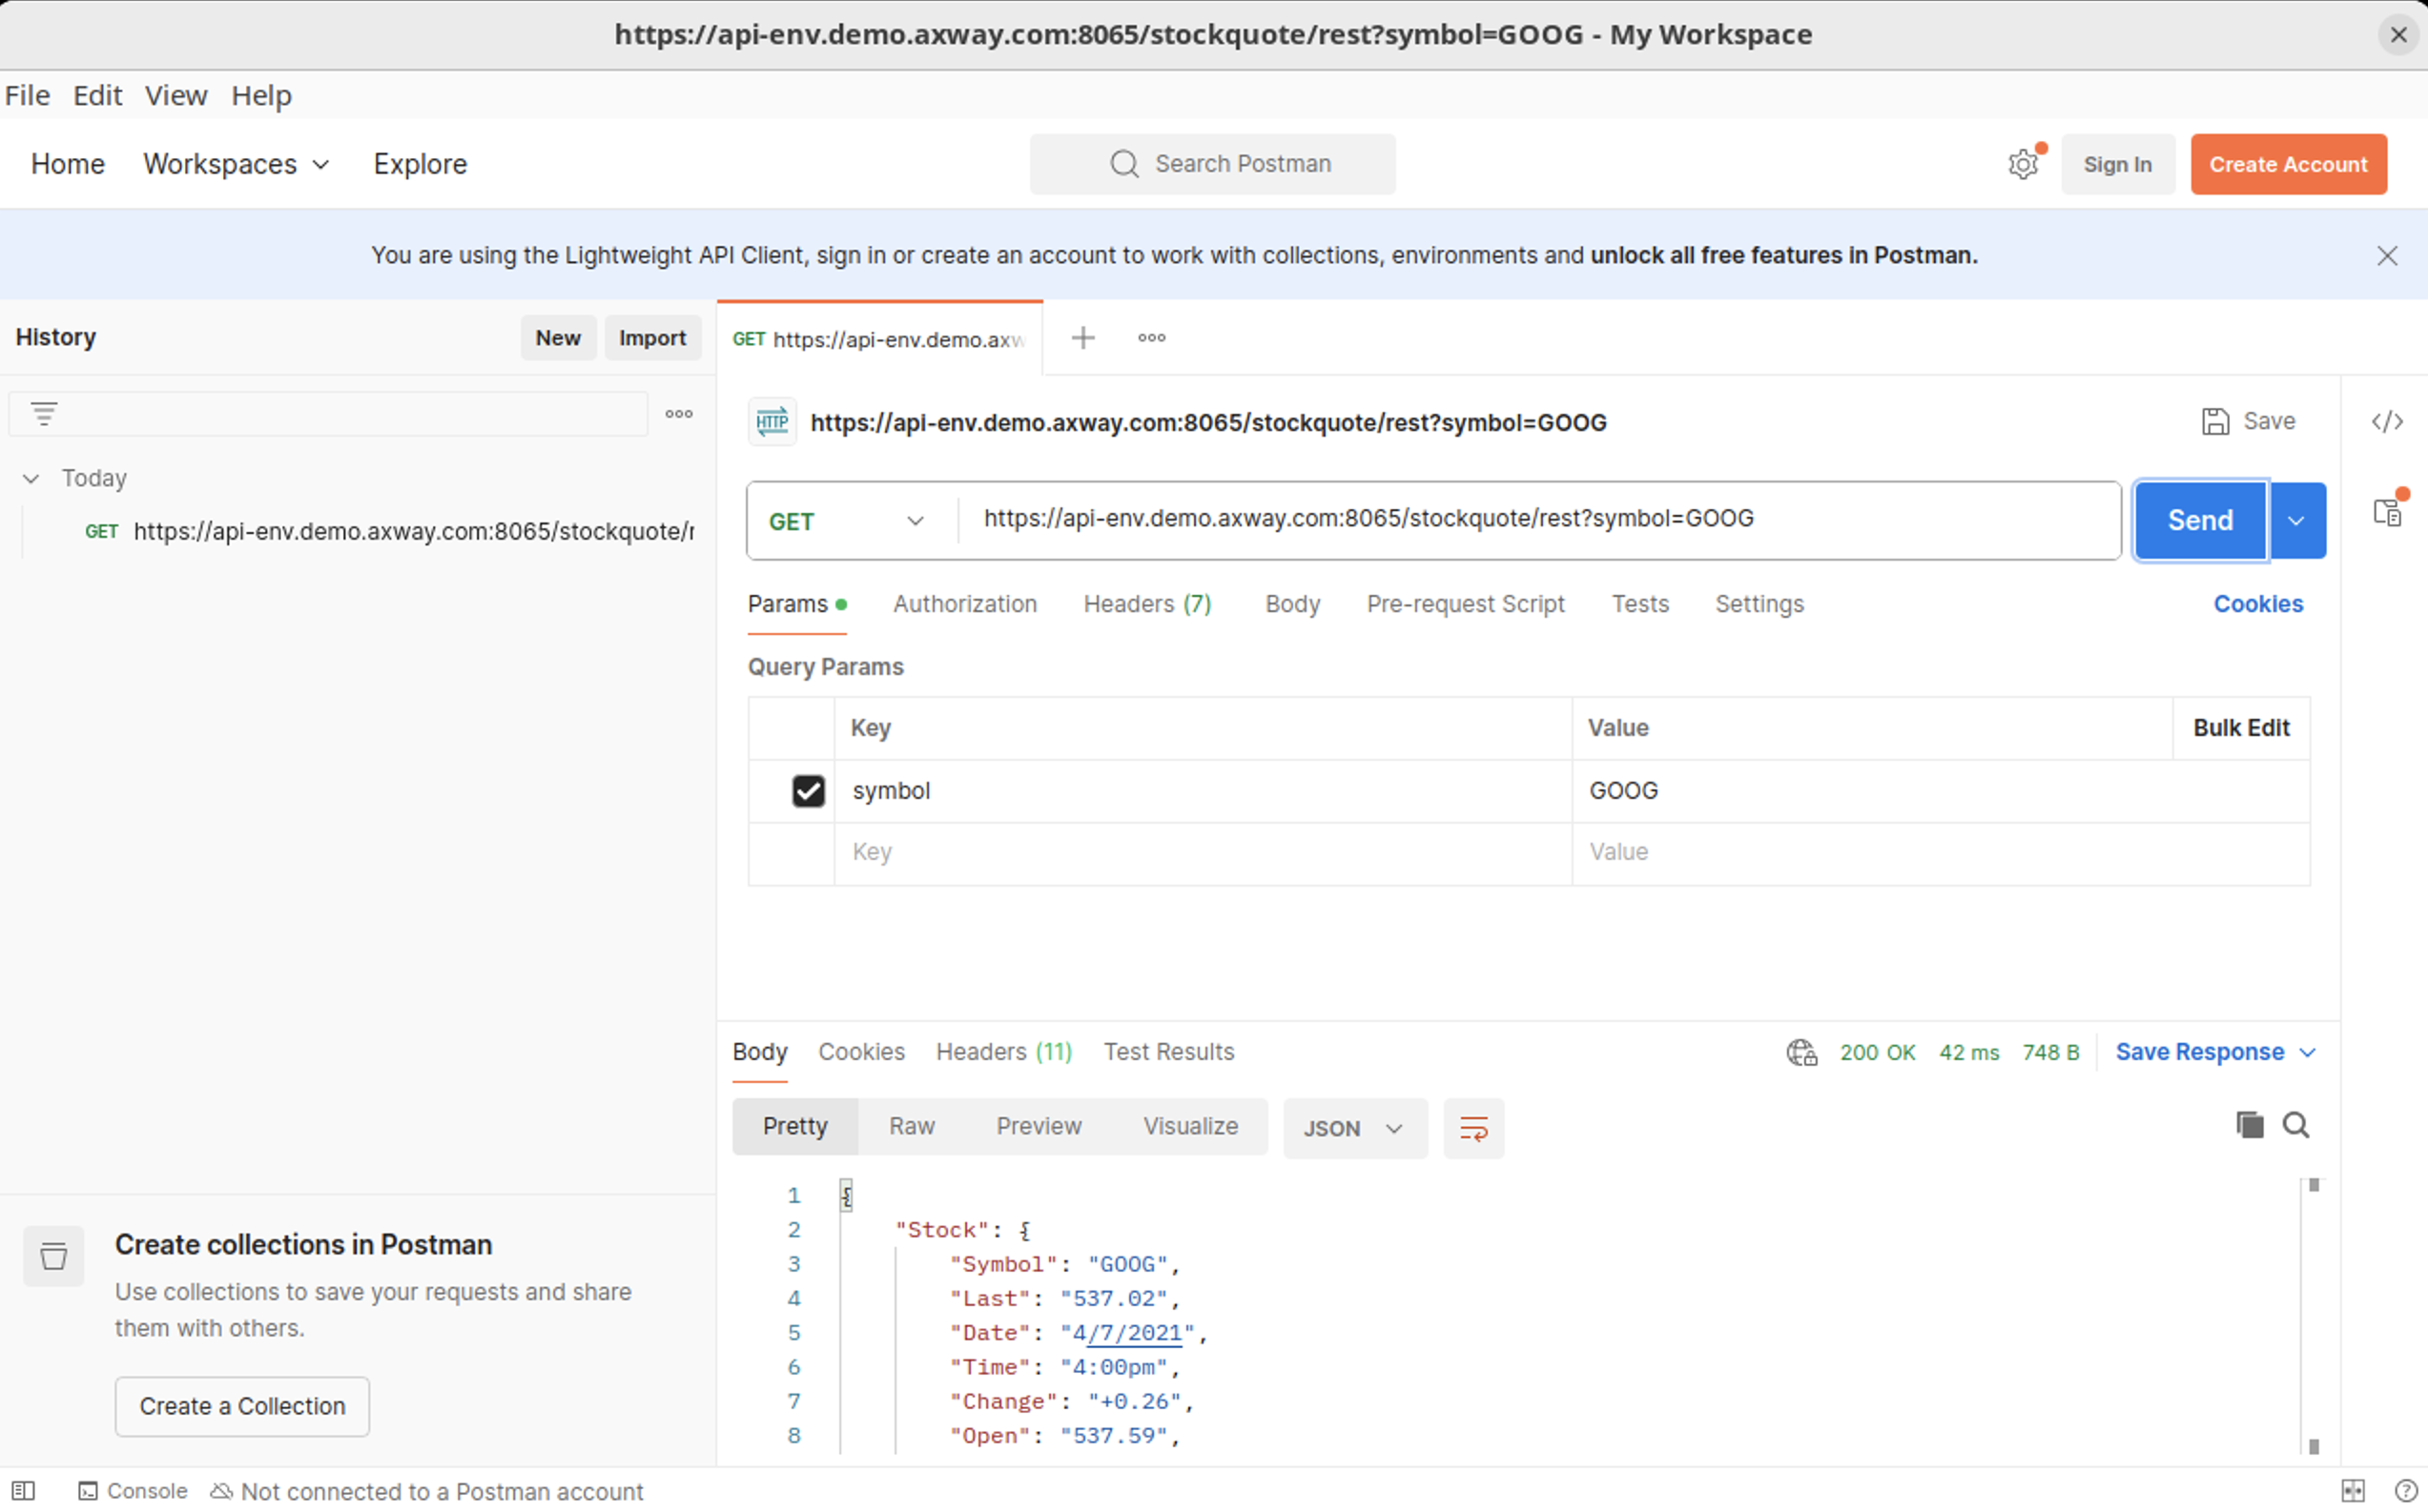 https://api-env.demo.axway.com:8065/stockquote/rest?symbol=GOOG - My Workspace
File Edit View Help
Home Workspaces Explore Search Postman Sign In Create Account
You are using the Lightweight API Client, sign in or create an account to work with collections, environments and unlock all free features in Postman.
History New Import
GET https://api-env.demo.axw
https://api-env.demo.axway.com:8065/stockquote/rest?symbol=GOOG Save
Today
GET https://api-env.demo.axway.com:8065/stockquote/r
GET https://api-env.demo.axway.com:8065/stockquote/rest?symbol=GOOG Send
Params Authorization Headers (7) Body Pre-request Script Tests Settings Cookies
Query Params
Key Value Bulk Edit
symbol GOOG
Key Value
Body Cookies Headers (11) Test Results 200 OK 42 ms 748 B Save Response
Pretty Raw Preview Visualize JSON
1 {
2 "Stock": {
3 "Symbol": "GOOG",
4 "Last": "537.02",
5 "Date": "4/7/2021",
6 "Time": "4:00pm",
7 "Change": "+0.26",
8 "Open": "537.59",
Create collections in Postman
Use collections to save your requests and share
them with others.
Create a Collection
Console Not connected to a Postman account